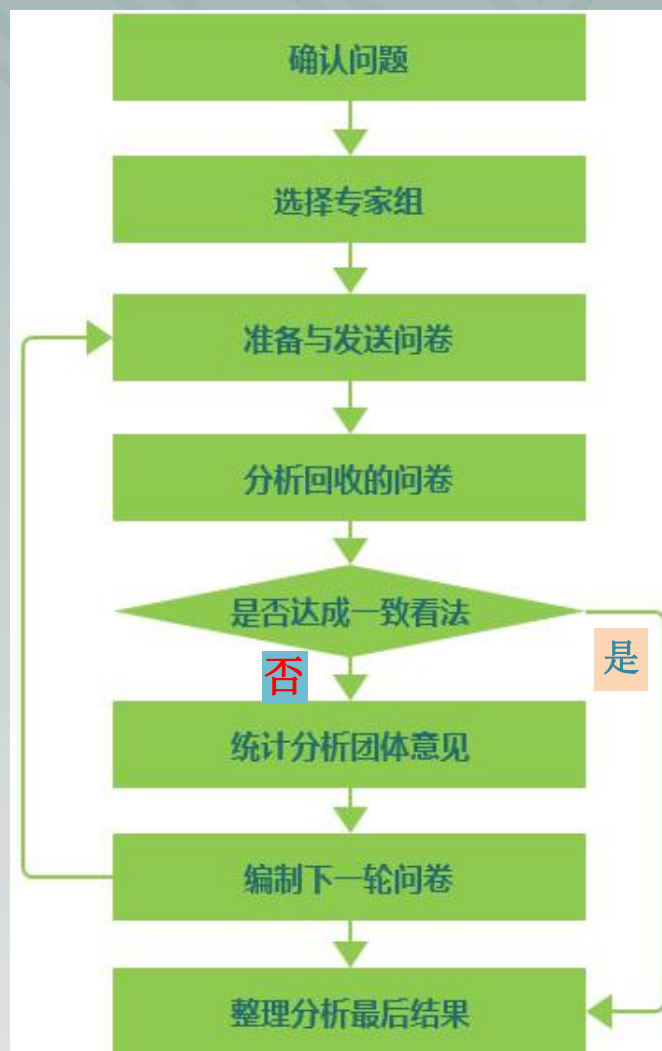 确认问题
选择专家组
准备与发送问卷
分析回收的问卷
是否达成一致看法
否
是
统计分析团体意见
编制下一轮问卷
整理分析最后结果